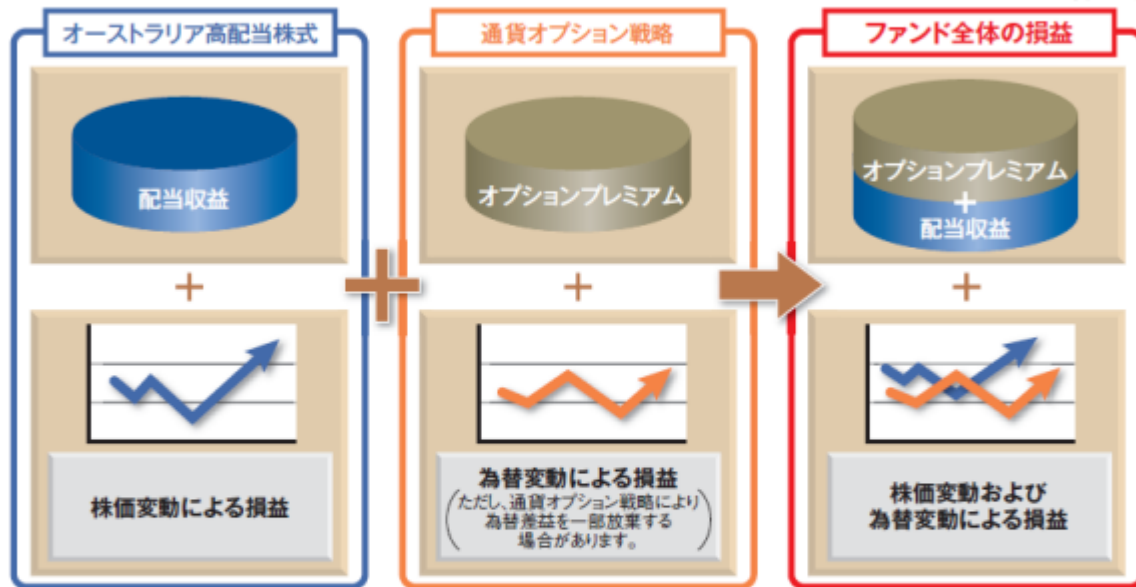 オーストラリア高配当株式
配当収益
+
株価変動による損益
+
通貨オプション戦略
オプションプレミアム
+
為替変動による損益
(ただし、通貨オプション戦略により
為替差益を一部放棄する
場合があります。)
ファンド全体の損益
オプションプレミアム
+
配当収益
+
株価変動および
為替変動による損益